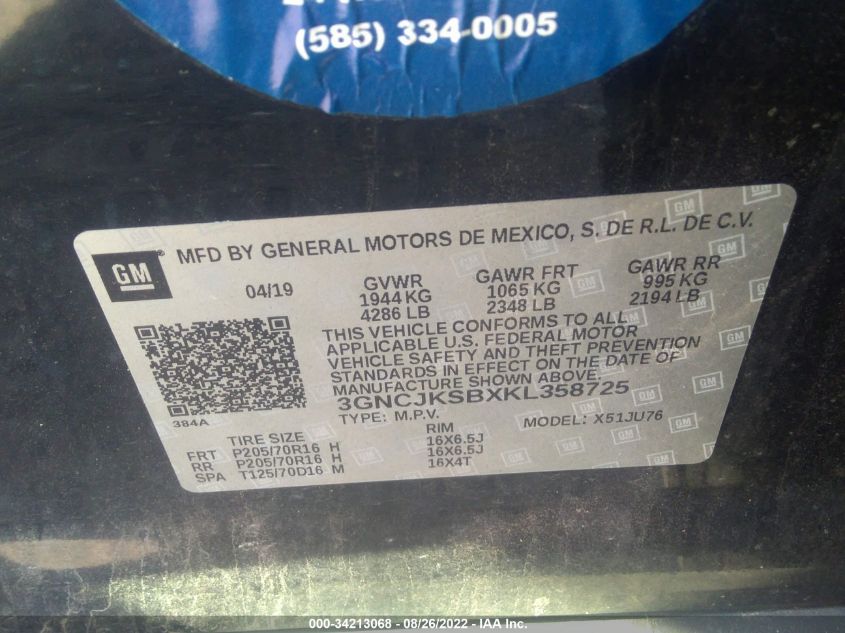 (585) 334-0005
GM MFD BY GENERAL MOTORS DE MEXICO, S. DE R.L. DE C.V.
04/19 GVWR GAWR FRT GAWR RR
1944 KG 1065 KG 995 KG
4286 LB 2348 LB 2194 LB
THIS VEHICLE CONFORMS TO ALL
APPLICABLE U.S. FEDERAL MOTOR
VEHICLE SAFETY AND THEFT PREVENTION
STANDARDS IN EFFECT ON THE DATE OF
MANUFACTURE SHOWN ABOVE.
3GNCJKSBXKL358725
384A TYPE: M.P.V. MODEL: X51JU76
TIRE SIZE RIM
FRT P205/70R16 H 16X6.5J
RR P205/70R16 H 16X6.5J
SPA T125/70D16 M 16X4T
000-34213068 - 08/26/2022 - IAA Inc.